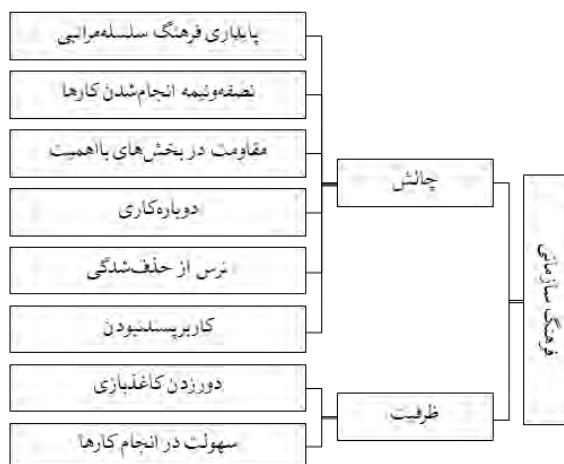 فرهنگ سازمانی
چالش
پایداری فرهنگ سلسله‌مراتبی
نصفه‌ونیمه انجام‌شدن کارها
مقاومت در بخش‌های بااهمیت
دوباره‌کاری
ترس از حذف‌شدگی
کاربرپسندنبودن
ظرفیت
دورزدن کاغذبازی
سهولت در انجام کارها